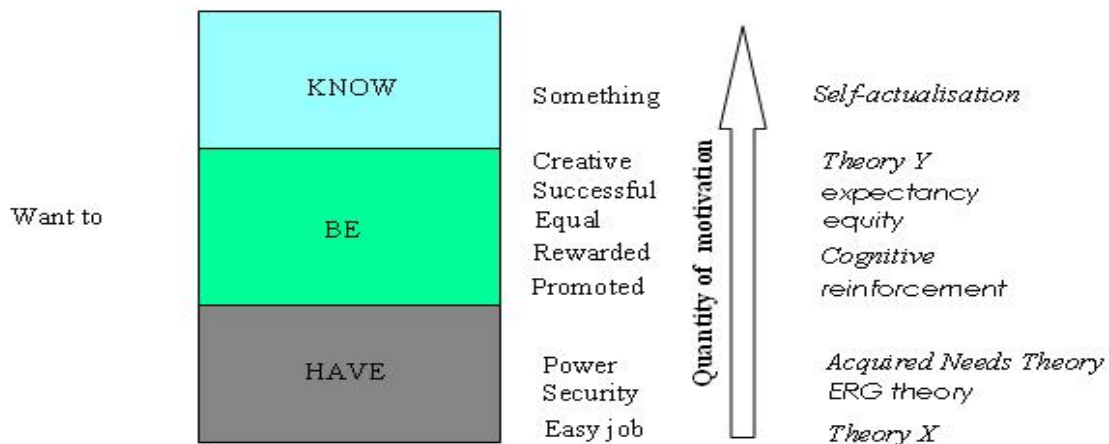 KNOW
Something
Self-actualisation
Creative
Theory Y
Successful
expectancy
Want to
BE
Equal
equity
Rewarded
Cognitive
Promoted
reinforcement
Quantity of motivation
HAVE
Power
Acquired Needs Theory
Security
ERG theory
Easy job
Theory X